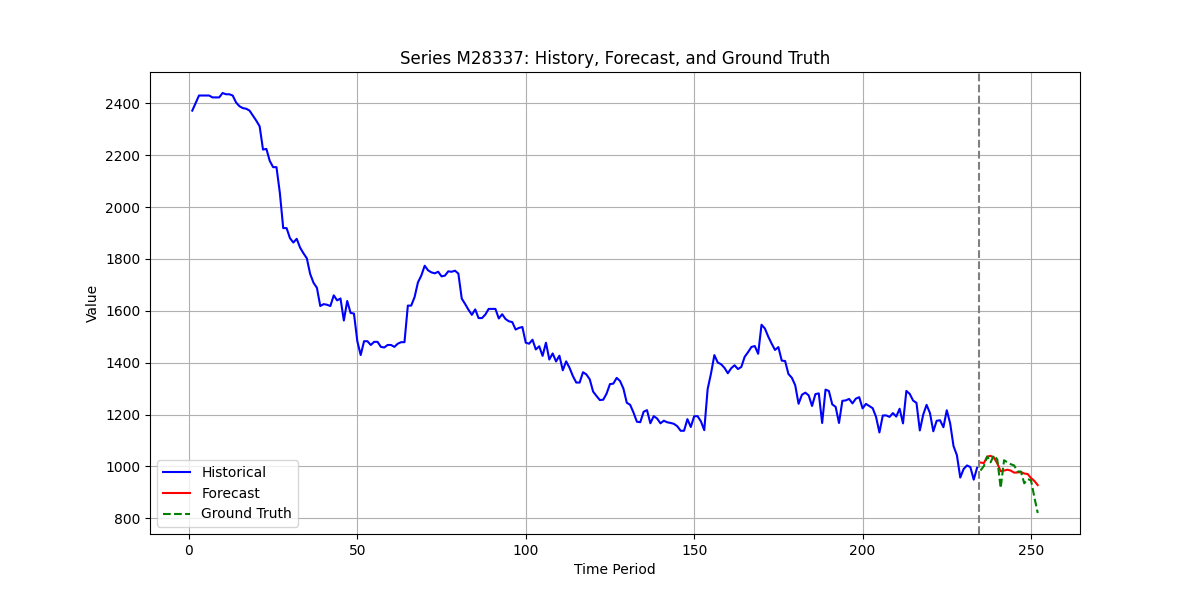 Series M28337: History, Forecast, and Ground Truth
Value
2400
2200
2000
1800
1600
1400
1200
1000
800
Historical
Forecast
Ground Truth
0 50 100 150 200 250
Time Period